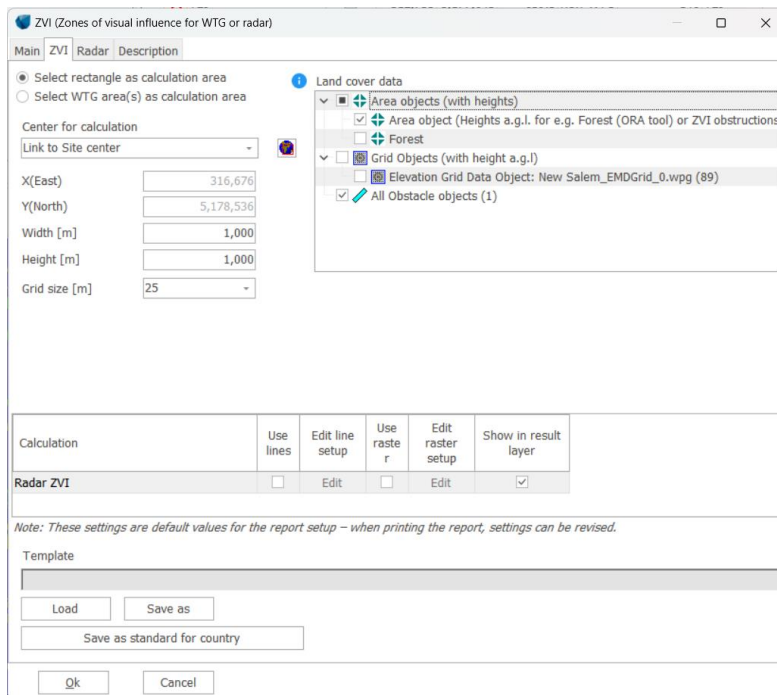 ZVI (Zones of visual influence for WTG or radar)
Main ZVI Radar Description
Select rectangle as calculation area
Select WTG area(s) as calculation area
Center for calculation
Link to Site center
X(East) 316,676
Y(North) 5,178,536
Width [m] 1,000
Height [m] 1,000
Grid size [m] 25
Land cover data
Area objects (with heights)
Area object (Heights a.g.l. for e.g. Forest (ORA tool) or ZVI obstructions
Forest
Grid Objects (with height a.g.l)
Elevation Grid Data Object: New Salem_EMDGrid_0.wpg (89)
All Obstacle objects (1)
Calculation
Use
lines
Edit line
setup
Use
raste
r
Edit
raster
setup
Show in result
layer
Radar ZVI Edit Edit
Note: These settings are default values for the report setup – when printing the report, settings can be revised.
Template
Load Save as
Save as standard for country
Ok Cancel